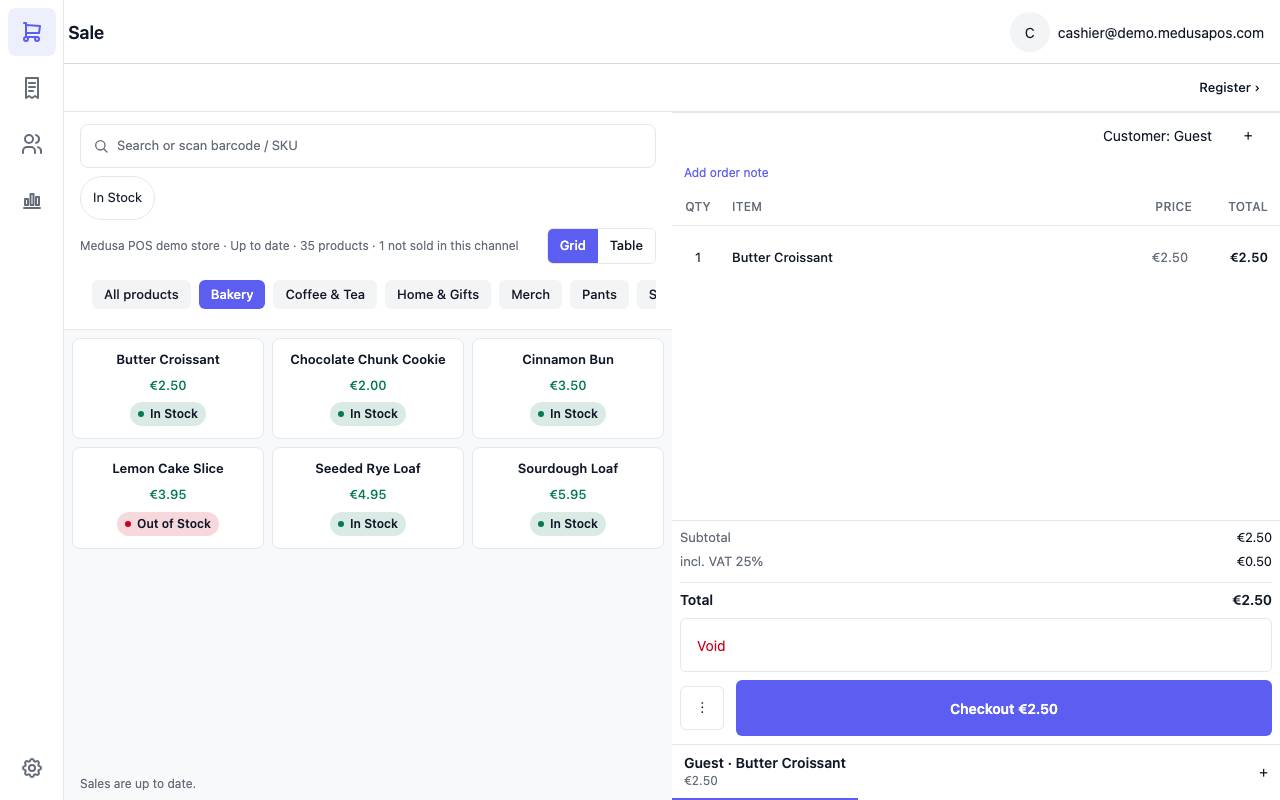 Sale
C
cashier@demo.medusapos.com
Register ›
Search or scan barcode / SKU
In Stock
Medusa POS demo store · Up to date · 35 products · 1 not sold in this channel
Grid
Table
All products
Bakery
Coffee & Tea
Home & Gifts
Merch
Pants
S
Butter Croissant
€2.50
In Stock
Chocolate Chunk Cookie
€2.00
In Stock
Cinnamon Bun
€3.50
In Stock
Lemon Cake Slice
€3.95
Out of Stock
Seeded Rye Loaf
€4.95
In Stock
Sourdough Loaf
€5.95
In Stock
Sales are up to date.
Customer: Guest
+
Add order note
QTY ITEM PRICE TOTAL
1 Butter Croissant €2.50 €2.50
Subtotal €2.50
incl. VAT 25% €0.50
Total €2.50
Void
⋮
Checkout €2.50
Guest · Butter Croissant
€2.50
+